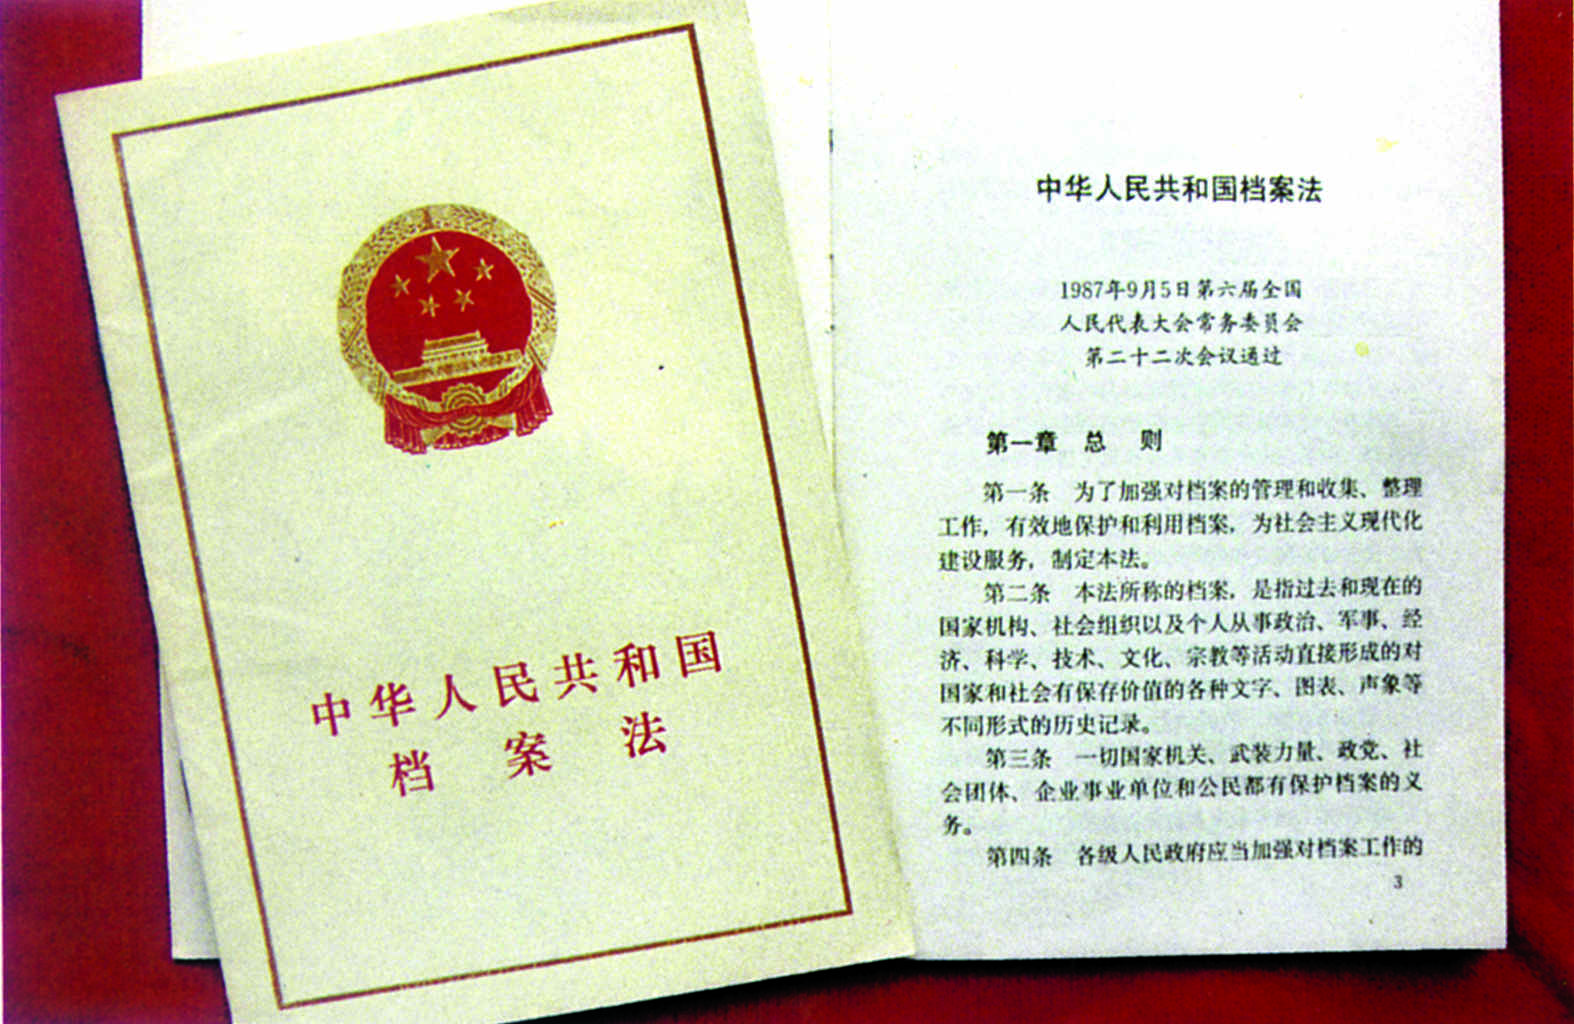 中华人民共和国
档案法
中华人民共和国档案法
1987年9月5日第六届全国
人民代表大会常务委员会
第二十二次会议通过
第一章 总 则
第一条 为了加强对档案的管理和收集、整理
工作，有效地保护和利用档案，为社会主义现代化
建设服务，制定本法。
第二条 本法所称的档案，是指过去和现在的
国家机构、社会组织以及个人从事政治、军事、经
济、科学、技术、文化、宗教等活动直接形成的对
国家和社会有保存价值的各种文字、图表、声象等
不同形式的历史记录。
第三条 一切国家机关、武装力量、政党、社
会团体、企业事业单位和公民都有保护档案的义
务。
第四条 各级人民政府应当加强对档案工作的
3